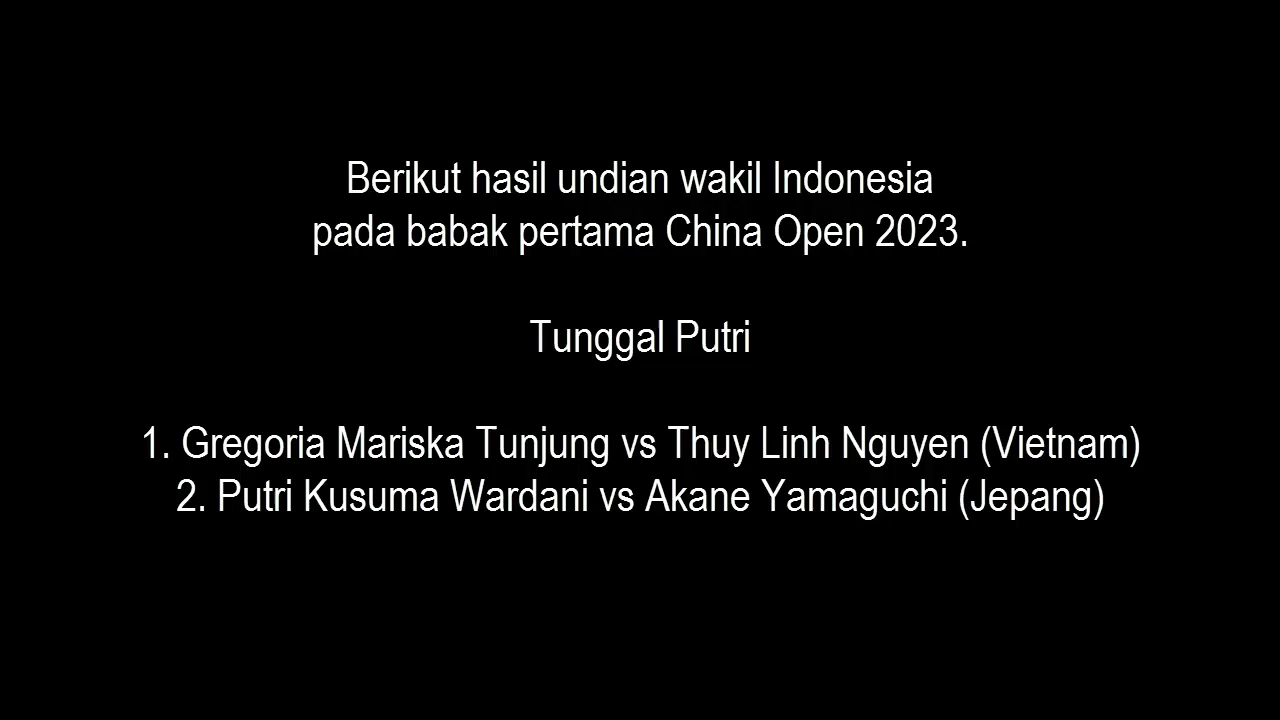 Berikut hasil undian wakil Indonesia
pada babak pertama China Open 2023.
Tunggal Putri
1. Gregoria Mariska Tunjung vs Thuy Linh Nguyen (Vietnam)
2. Putri Kusuma Wardani vs Akane Yamaguchi (Jepang)